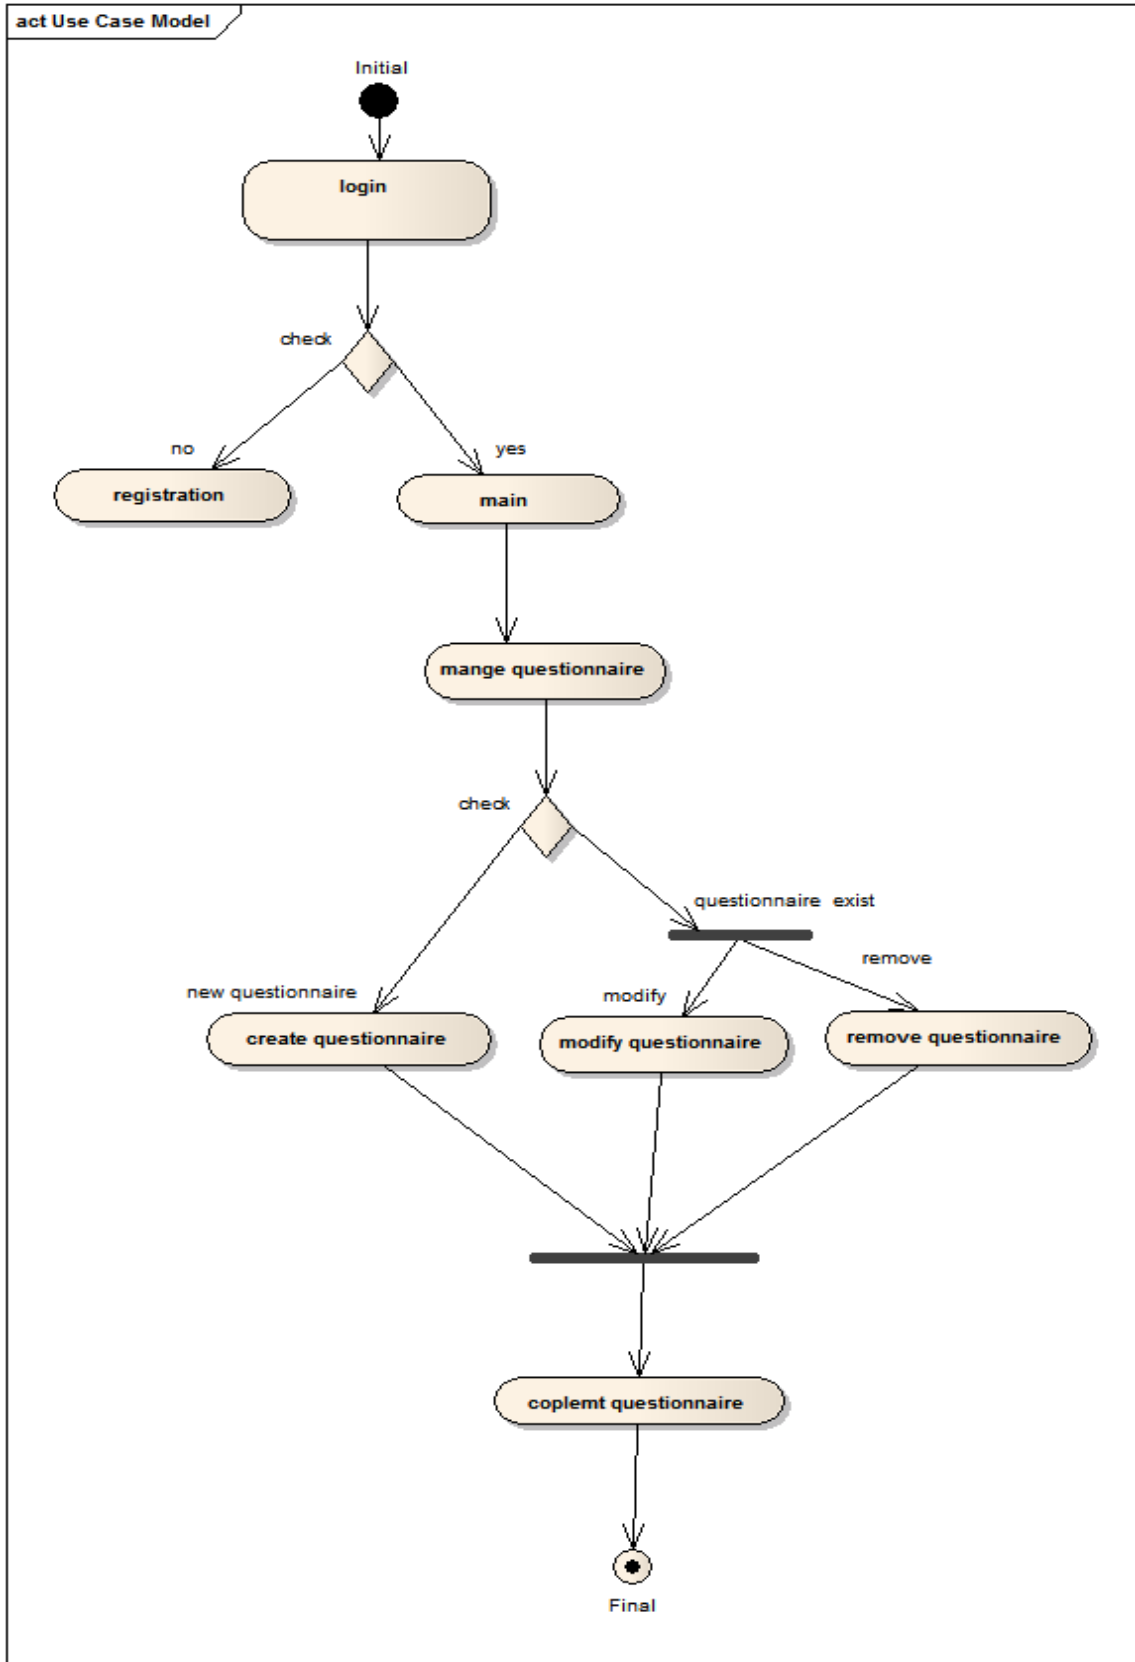 act Use Case Model
Initial
login
check
no
yes
registration
main
mange questionnaire
check
questionnaire exist
remove
new questionnaire
modify
create questionnaire
modify questionnaire
remove questionnaire
coplemt questionnaire
Final